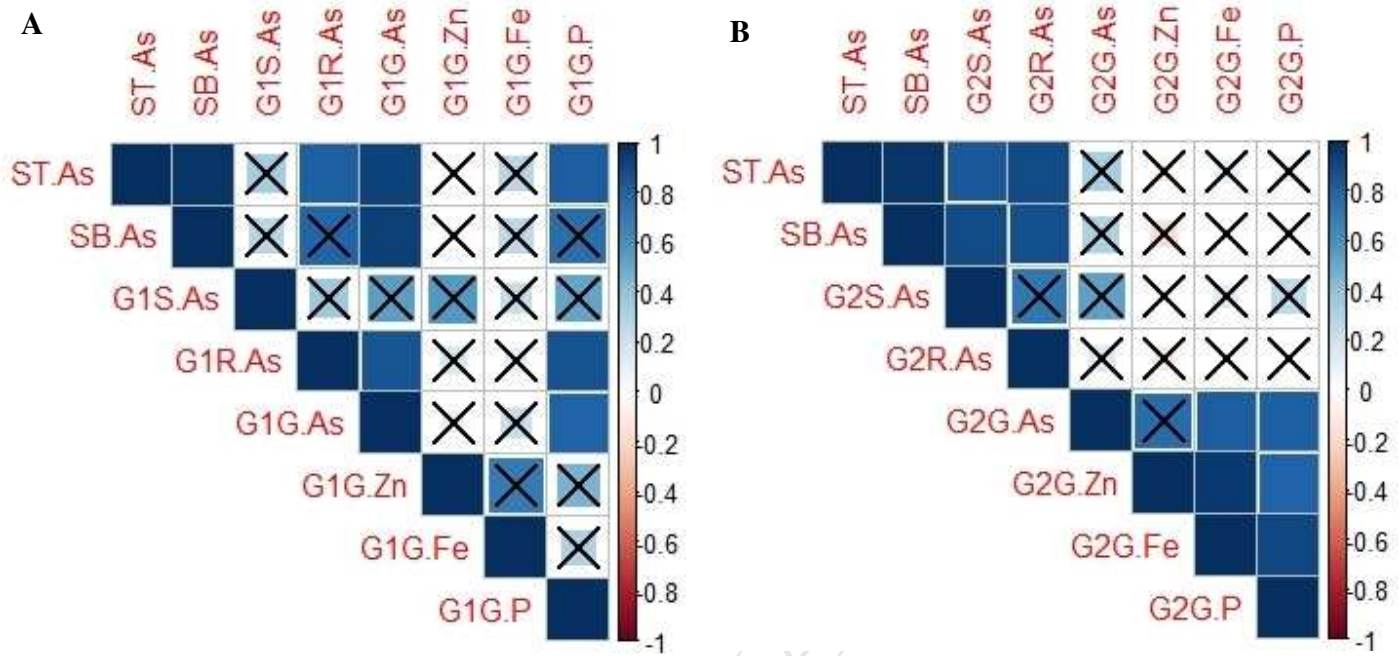 A
ST.As SB.As G1S.As G1R.As G1G.As G1G.Zn G1G.Fe G1G.P
ST.As
SB.As
G1S.As
G1R.As
G1G.As
G1G.Zn
G1G.Fe
G1G.P
1
0.8
0.6
0.4
0.2
0
-0.2
-0.4
-0.6
-0.8
-1
B
ST.As SB.As G2S.As G2R.As G2G.As G2G.Zn G2G.Fe G2G.P
ST.As
SB.As
G2S.As
G2R.As
G2G.As
G2G.Zn
G2G.Fe
G2G.P
1
0.8
0.6
0.4
0.2
0
-0.2
-0.4
-0.6
-0.8
-1